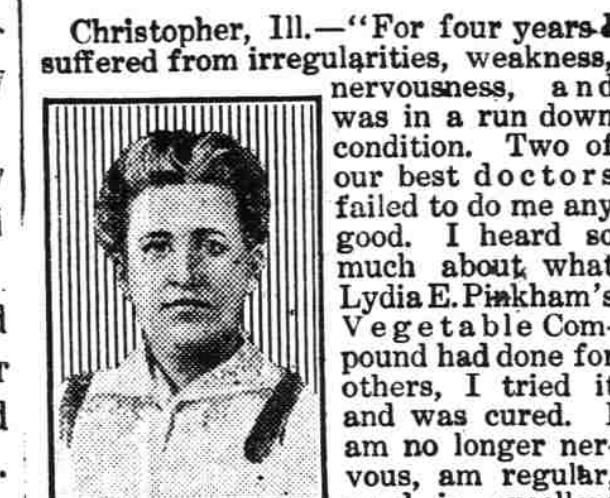 Christopher, Ill.—"For four years
suffered from irregularities, weakness,
nervousness, and
was in a run down
condition. Two of
our best doctors
failed to do me any
good. I heard so
much about what
Lydia E. Pinkham's
Vegetable Com-
pound had done for
others, I tried it
and was cured. I
am no longer ner-
vous, am regular,